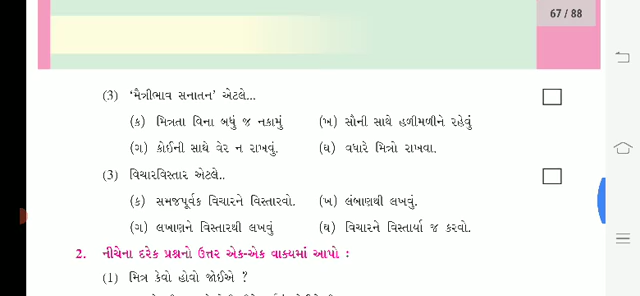 67 / 88
(3) ‘મૈત્રીભાવ સનાતન’ એટલે...
(ક) મિત્રતા વિના બધું જ નકામું (ખ) સૌની સાથે હળીમળીને રહેવું
(ગ) કોઈની સાથે વેર ન રાખવું. (ઘ) વધારે મિત્રો રાખવા.
(3) વિચારવિસ્તાર એટલે..
(ક) સમજપૂર્વક વિચારને વિસ્તારવો. (ખ) લંબાણથી લખવું.
(ગ) લખાણને વિસ્તારથી લખવું (ઘ) વિચારને વિસ્તાર્યા જ કરવો.
2. નીચેના દરેક પ્રશ્નનો ઉત્તર એક-એક વાક્યમાં આપો :
(1) મિત્ર કેવો હોવો જોઈએ ?